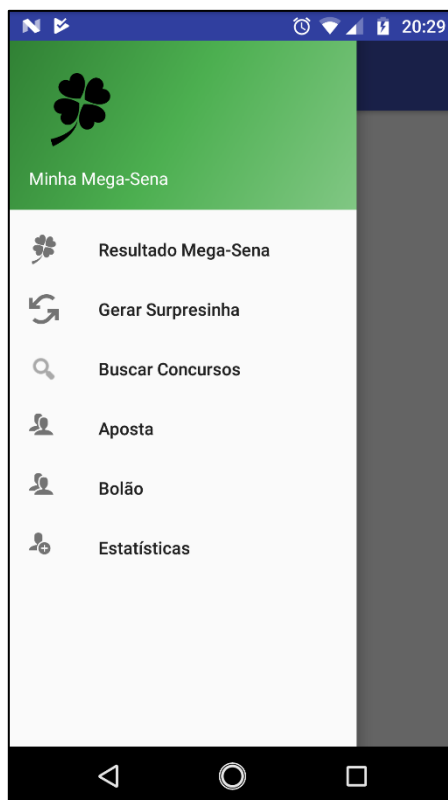 20:29
Minha Mega-Sena
Resultado Mega-Sena
Gerar Surpresinha
Buscar Concursos
Aposta
Bolão
Estatísticas